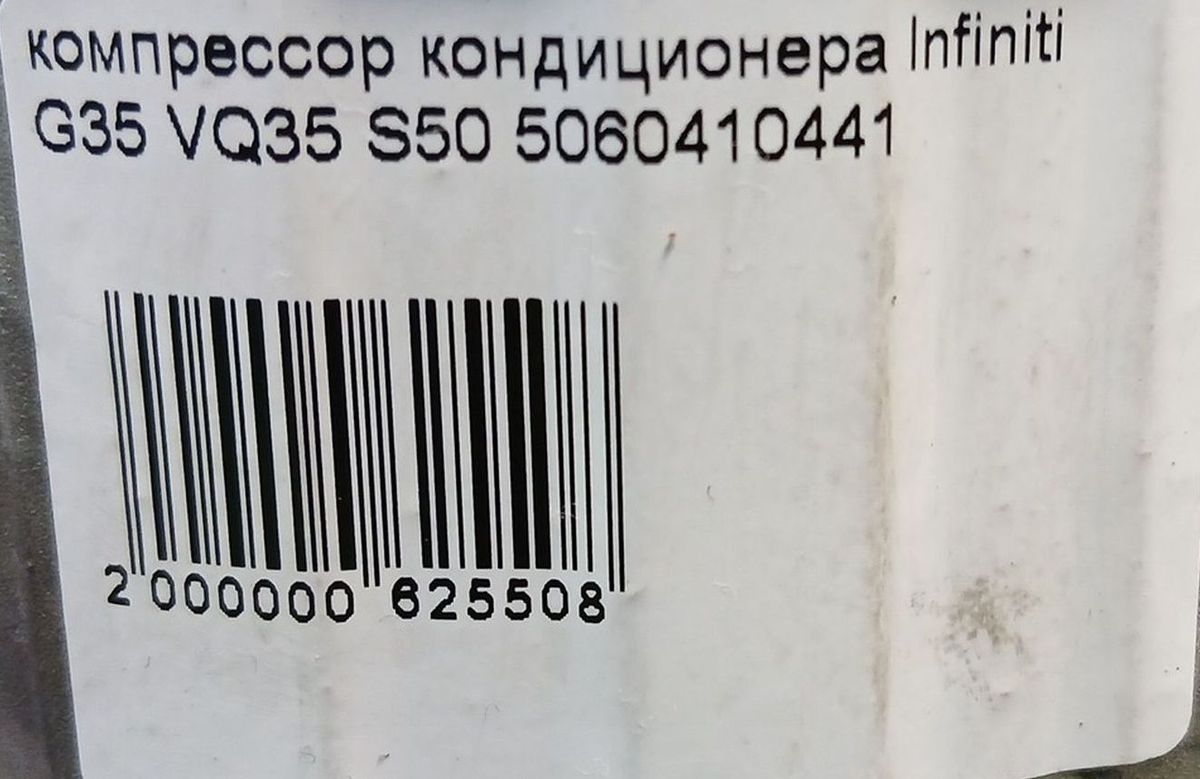 компрессор кондиционера Infiniti
G35 VQ35 S50 5060410441
2 000000 625508